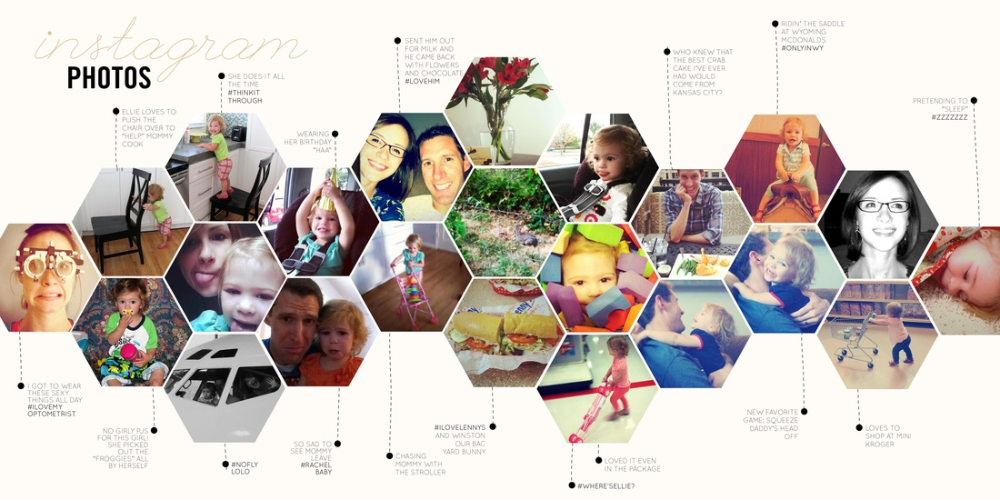 instagram
PHOTOS
SHE DOES IT ALL
THE TIME
#THINKIT
THROUGH
ELLIE LOVES TO
PUSH THE
CHAIR OVER TO
"HELP" MOMMY
COOK
WEARING
HER BIRTHDAY
"HAA"
SENT HIM OUT
FOR MILK AND
HE CAME BACK
WITH FLOWERS
AND CHOCOLATE
#LOVEHIM
WHO KNEW THAT
THE BEST CRAB
CAKE I'VE EVER
HAD WOULD
COME FROM
KANSAS CITY?
RIDIN' THE SADDLE
AT WYOMING
MCDONALDS
#ONLYINWY
PRETENDING TO
"SLEEP"
#ZZZZZZZ
I GOT TO WEAR
THESE SEXY
THINGS ALL DAY
#ILOVEMY
OPTOMETRIST
NO GIRLY PJS
FOR THIS GIRL!
SHE PICKED
OUT THE
"FROGGIES" ALL
BY HERSELF
#NOFLY
LOLO
SO SAD TO
SEE MOMMY
LEAVE
#RACHEL
BABY
CHASING
MOMMY WITH
THE STROLLER
#ILOVELENNYS
AND WINSTON
OUR BAC
YARD BUNNY
LOVED IT EVEN
IN THE PACKAGE
#WHERE'SELLIE?
NEW FAVORITE
GAME: SQUEEZE
DADDY'S HEAD
OFF
LOVES TO
SHOP AT MINI
KROGER